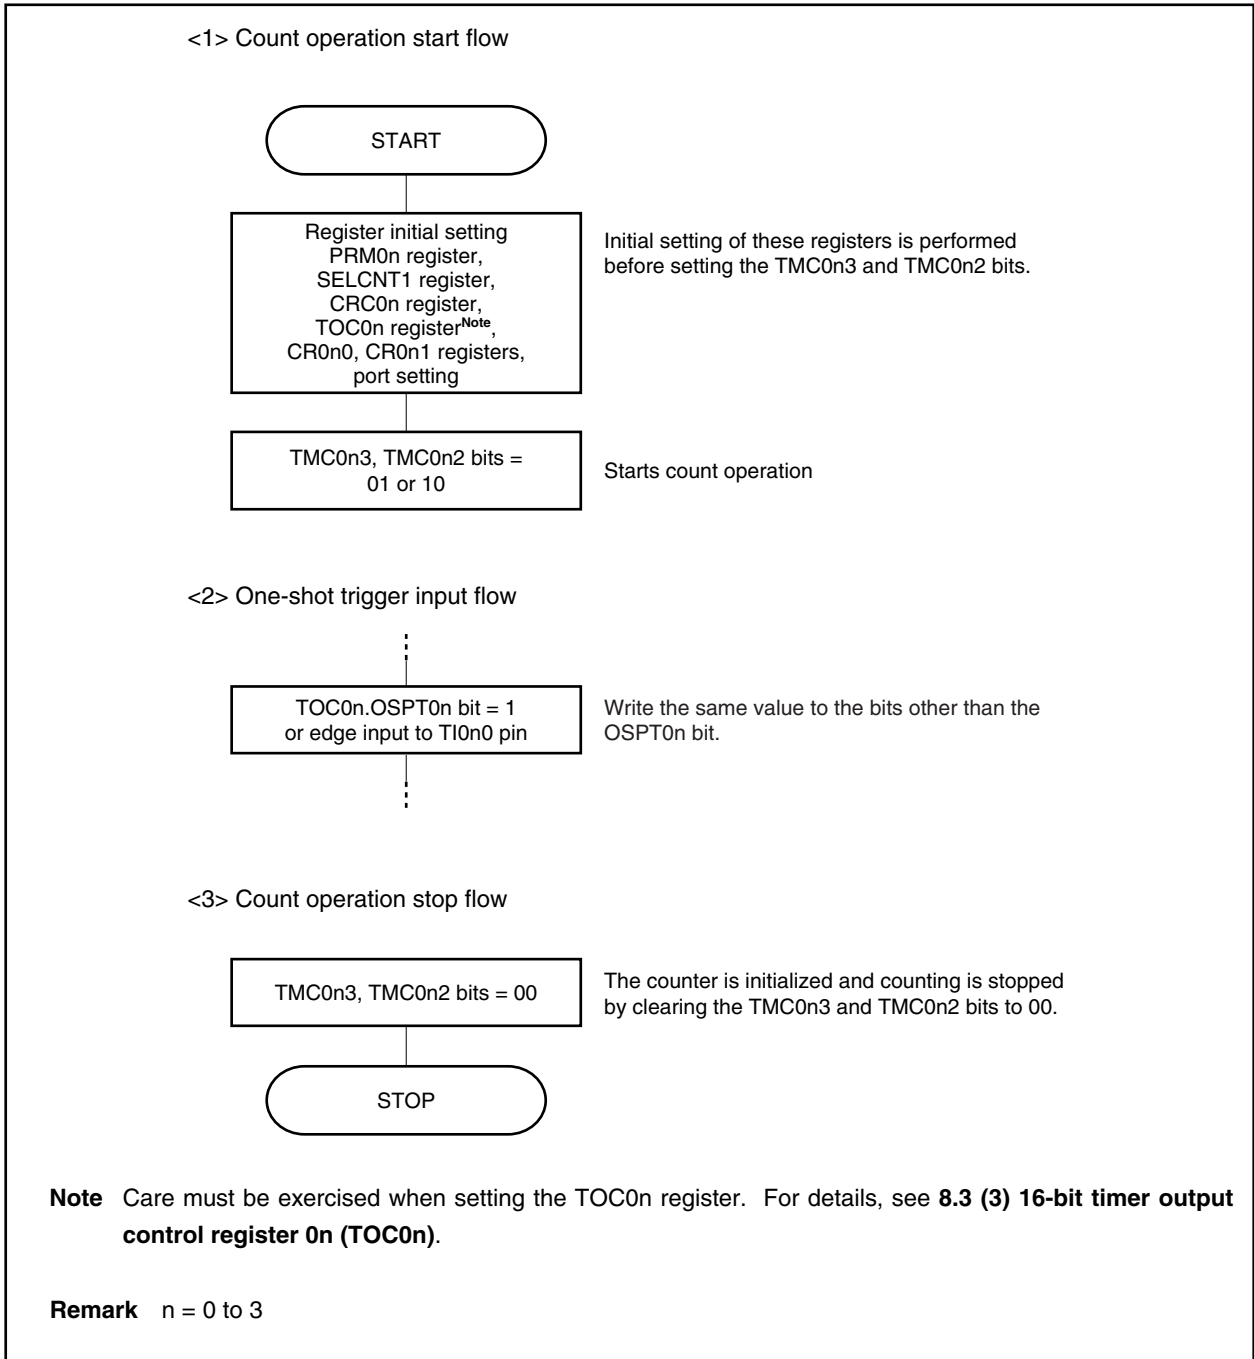 <1> Count operation start flow
START
Register initial setting
PRM0n register,
SELCNT1 register,
CRC0n register,
TOC0n registerNote,
CR0n0, CR0n1 registers,
port setting
Initial setting of these registers is performed
before setting the TMC0n3 and TMC0n2 bits.
TMC0n3, TMC0n2 bits =
01 or 10
Starts count operation
<2> One-shot trigger input flow
TOC0n.OSPT0n bit = 1
or edge input to TI0n0 pin
Write the same value to the bits other than the
OSPT0n bit.
<3> Count operation stop flow
TMC0n3, TMC0n2 bits = 00
The counter is initialized and counting is stopped
by clearing the TMC0n3 and TMC0n2 bits to 00.
STOP
Note Care must be exercised when setting the TOC0n register. For details, see 8.3 (3) 16-bit timer output
control register 0n (TOC0n).
Remark n = 0 to 3